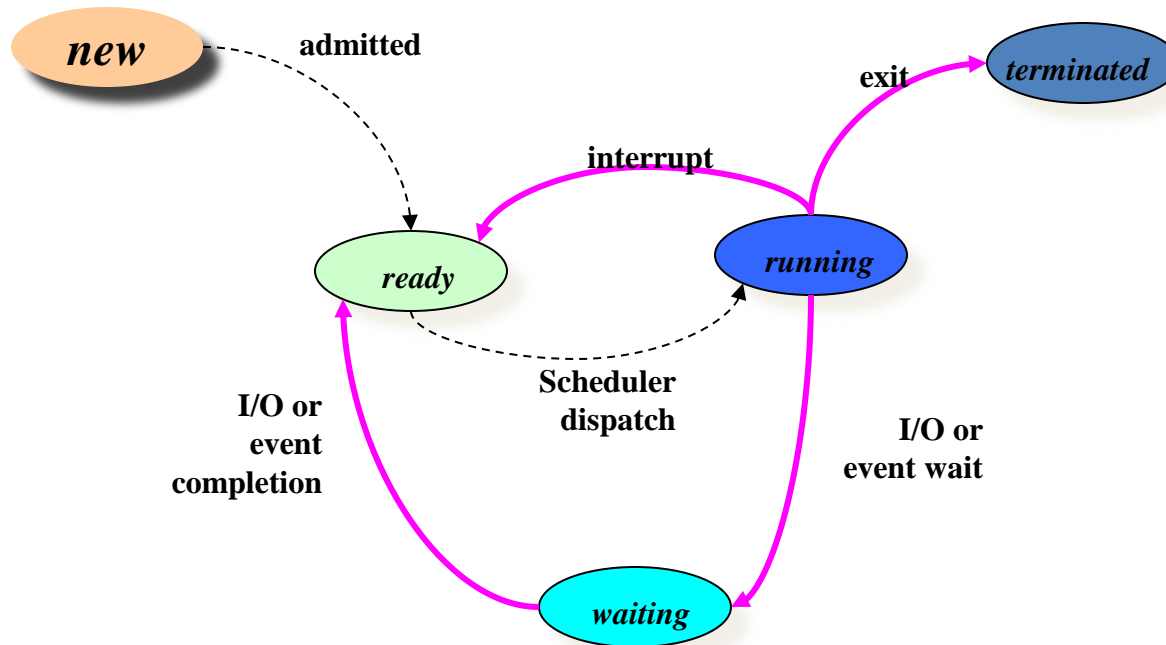 new
admitted
terminated
exit
interrupt
ready
running
Scheduler
dispatch
I/O or
event
completion
I/O or
event wait
waiting